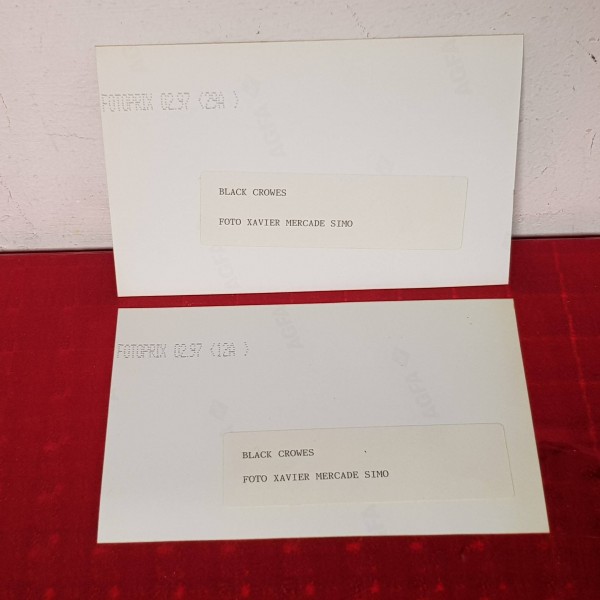 FOTOPRIX 02.97 <29A >
BLACK CROWES
FOTO XAVIER MERCADE SIMO
FOTOPRIX 02.97 <12A >
BLACK CROWES
FOTO XAVIER MERCADE SIMO